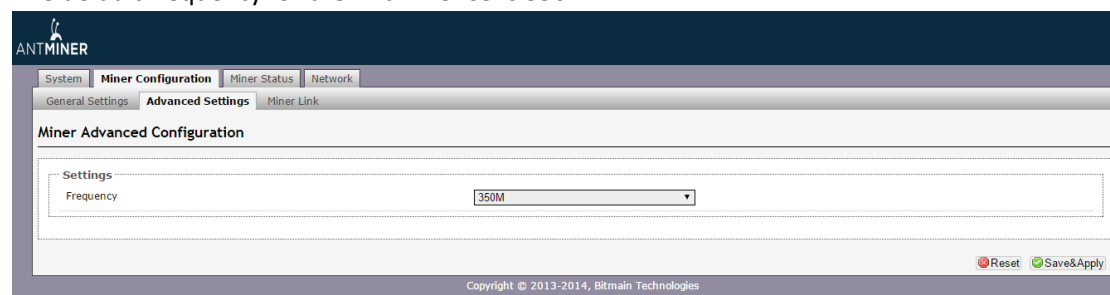 ANTMINER
System Miner Configuration Miner Status Network
General Settings Advanced Settings Miner Link
Miner Advanced Configuration
Settings
Frequency 350M
Reset Save&Apply
Copyright © 2013-2014, Bitmain Technologies